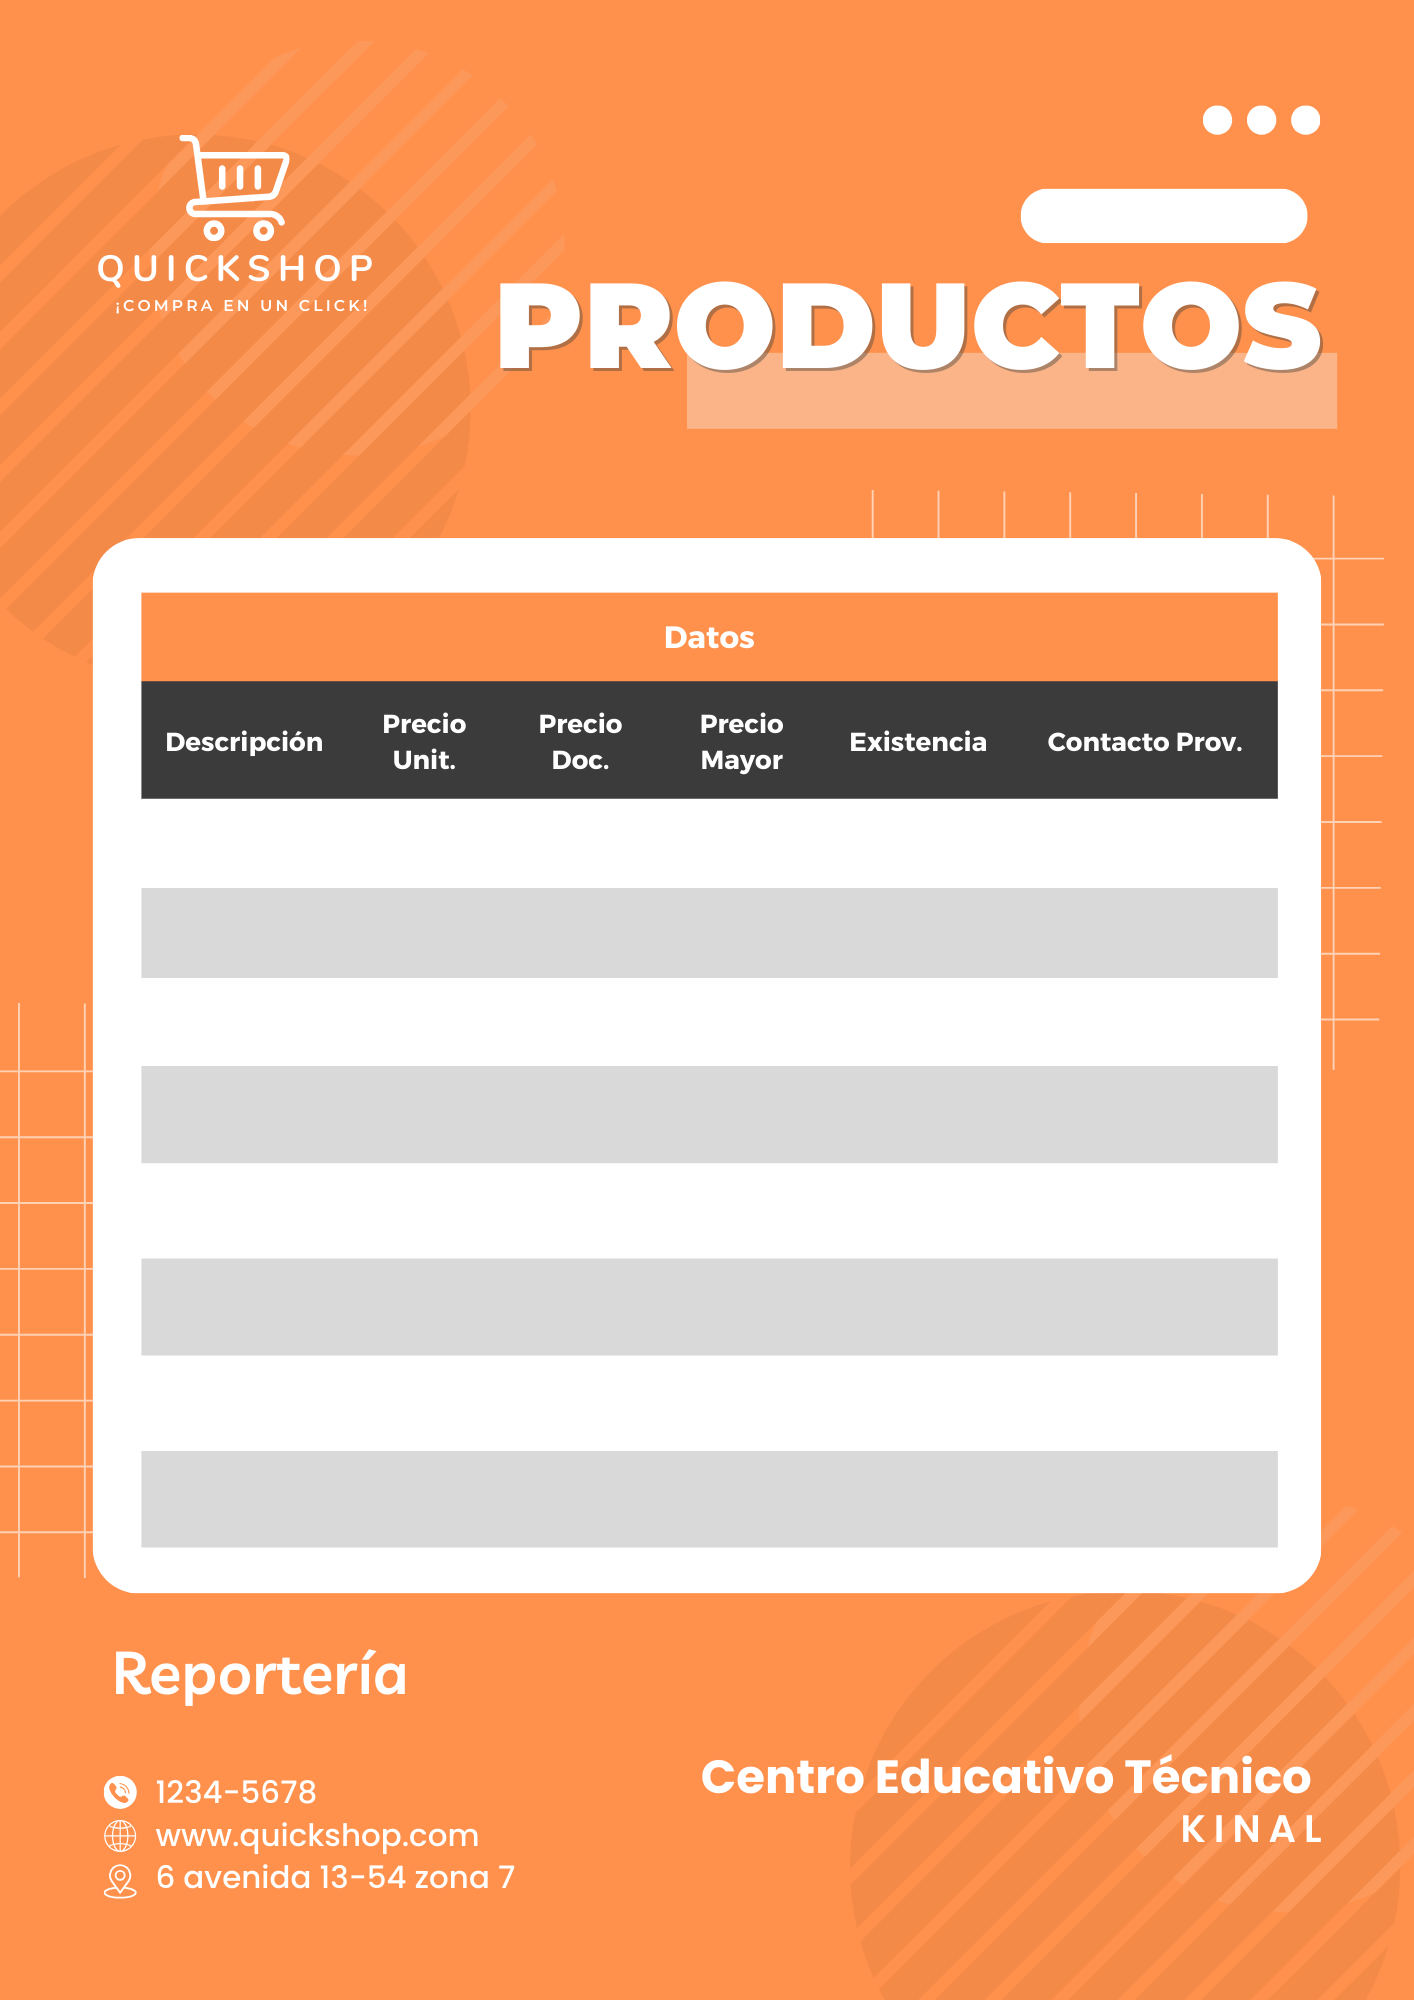 QUICKSHOP
¡COMPRA EN UN CLICK!
PRODUCTOS
Datos
Descripción
Precio
Unit.
Precio
Doc.
Precio
Mayor
Existencia
Contacto Prov.
Reportería
1234-5678
www.quickshop.com
6 avenida 13-54 zona 7
Centro Educativo Técnico
KINAL